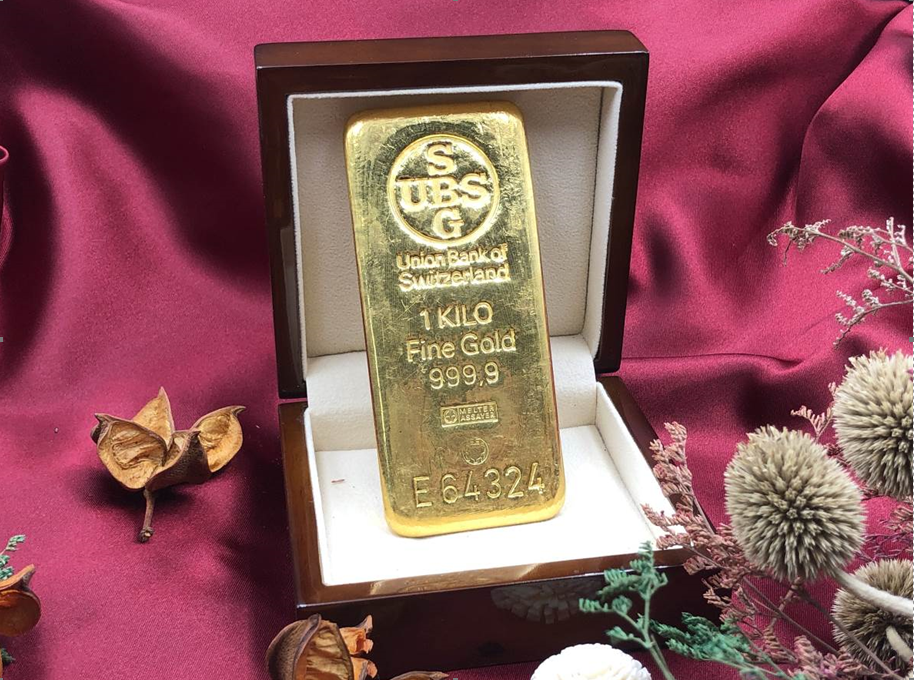 S
UBS
G
Union Bank of
Switzerland
1 KILO
Fine Gold
999,9
MELTER
ASSAYER
E 64324